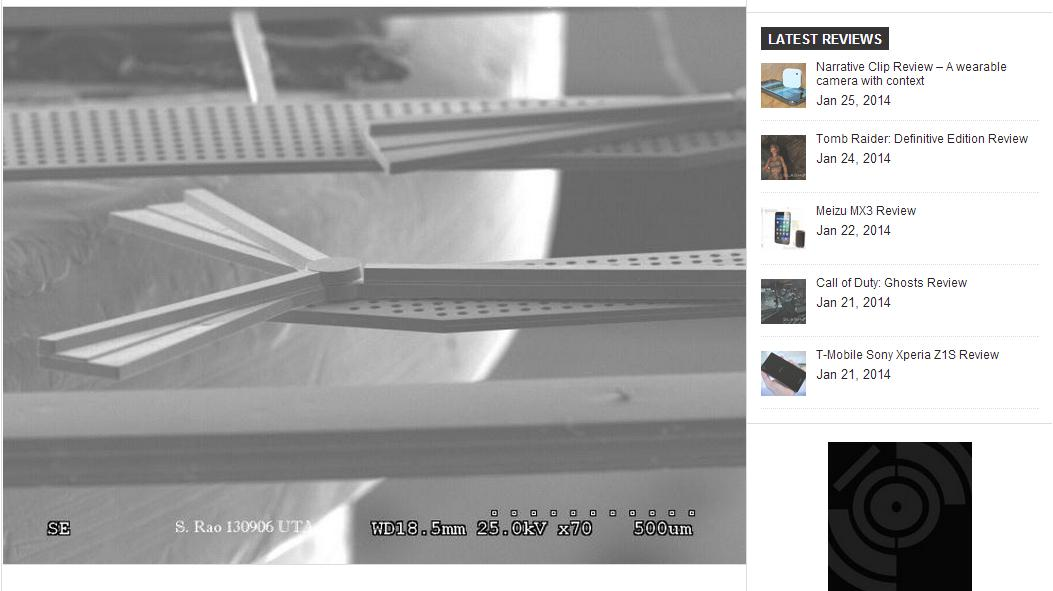 SE
S. Rao 130906 UTA
WD18.5mm 25.0kV x70 500um
LATEST REVIEWS
Narrative Clip Review – A wearable
camera with context
Jan 25, 2014
Tomb Raider: Definitive Edition Review
Jan 24, 2014
Meizu MX3 Review
Jan 22, 2014
Call of Duty: Ghosts Review
Jan 21, 2014
T-Mobile Sony Xperia Z1S Review
Jan 21, 2014